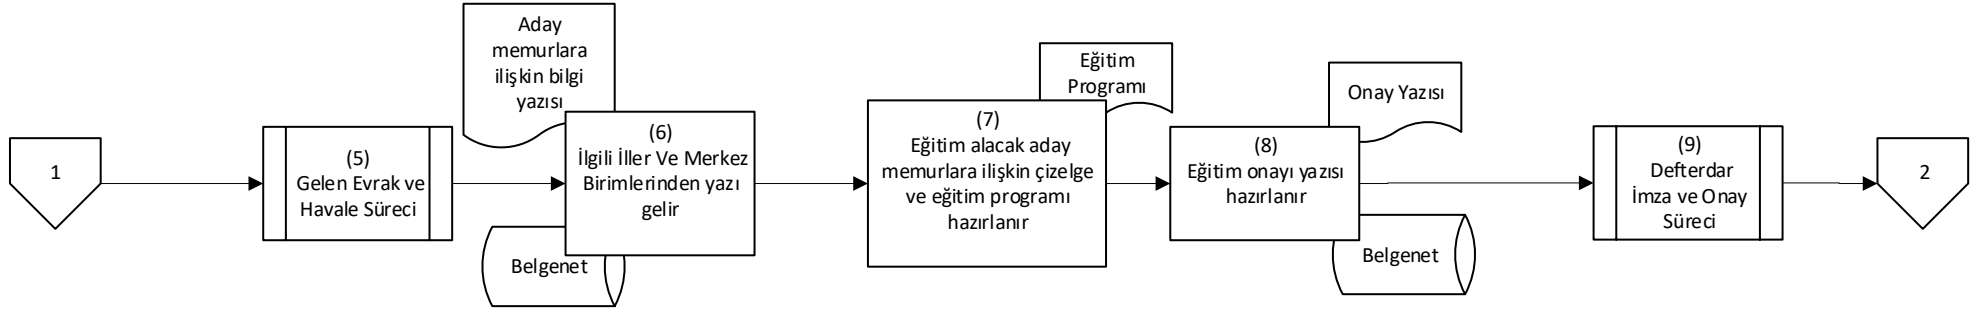 1
(5)
Gelen Evrak ve
Havale Süreci
Aday
memurlara
ilişkin bilgi
yazısı
(6)
İlgili İller Ve Merkez
Birimlerinden yazı
gelir
Belgenet
Eğitim
Programı
(7)
Eğitim alacak aday
memurlara ilişkin çizelge
ve eğitim programı
hazırlanır
Onay Yazısı
(8)
Eğitim onayı yazısı
hazırlanır
Belgenet
(9)
Defterdar
İmza ve Onay
Süreci
2